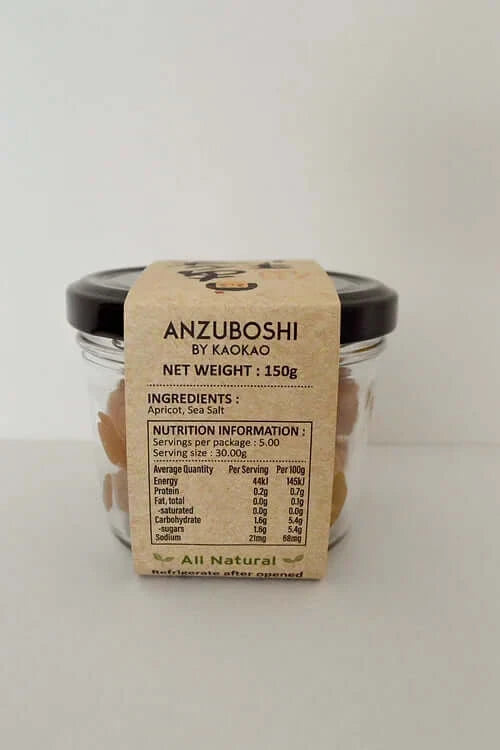 ANZUBOSHI
BY KAOKAO
NET WEIGHT : 150g
INGREDIENTS :
Apricot, Sea Salt
NUTRITION INFORMATION :
Servings per package : 5.00
Serving size : 30.00g
Average Quantity Per Serving Per 100g
Energy 44kJ 145kJ
Protein 0.2g 0.7g
Fat, total 0.0g 0.1g
-saturated 0.0g 0.0g
Carbohydrate 1.6g 5.4g
-sugars 1.6g 5.4g
Sodium 21mg 68mg
All Natural
Refrigerate after opened